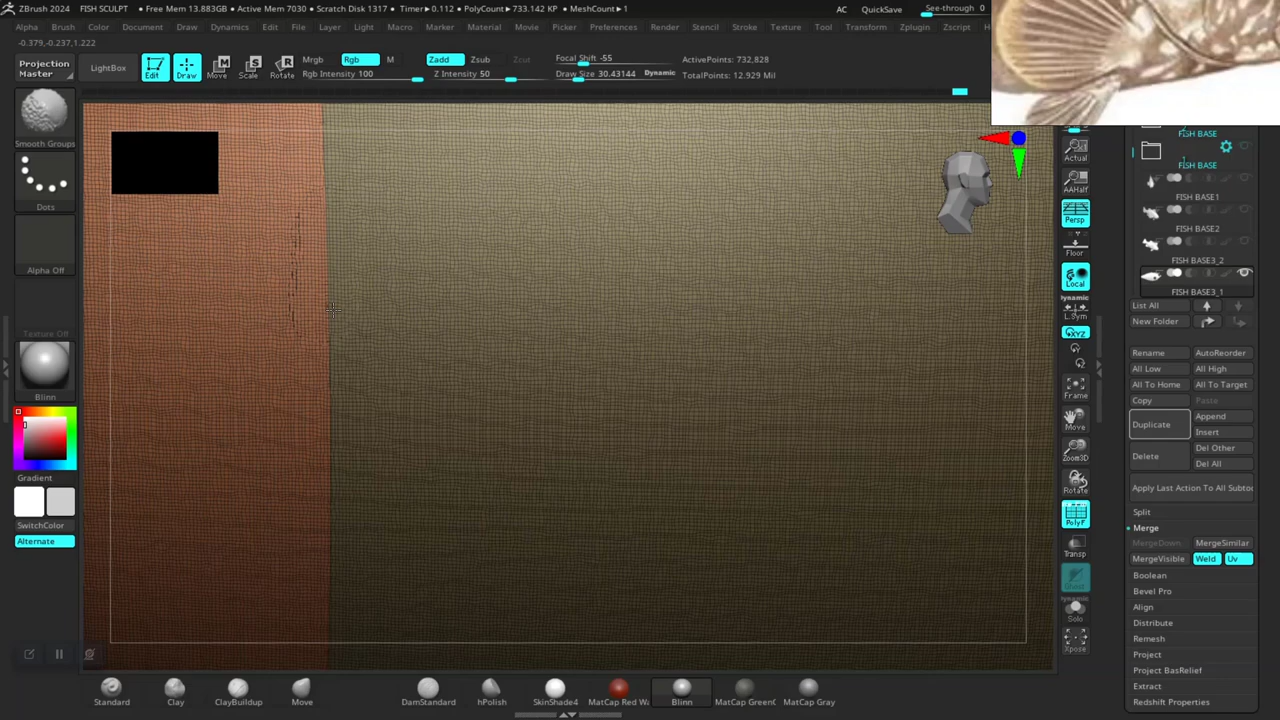 ZBrush 2024 FISH SCULPT • Free Mem 13.883GB • Active Mem 7030 • Scratch Disk 1317 • Timer▸0.112 • PolyCount▸733.142 KP • MeshCount▸1
AC QuickSave See-through 0
Alpha Brush Color Document Draw Dynamics Edit File Layer Light Macro Marker Material Movie Picker Preferences Render Stencil Stroke Texture Tool Transform Zplugin Zscript
-0.379,-0.237,1.222
Projection Master
LightBox
Edit
Draw
Move
Scale
Rotate
Mrgb Rgb M
Rgb Intensity 100
Zadd Zsub Zcut
Z Intensity 50
Focal Shift -55
Draw Size 30.43144 Dynamic
ActivePoints: 732,828
TotalPoints: 12.929 Mil
Smooth Groups
Dots
Alpha Off
Texture Off
Blinn
Gradient
SwitchColor
Alternate
Actual
AAHalf
Persp
Floor
Local
Dynamic
L.Sym
XYZ
Frame
Move
Zoom3D
Rotate
PolyF
Transp
Ghost
Dynamic
Solo
Xpose
FISH BASE
1
FISH BASE
FISH BASE1
FISH BASE2
FISH BASE3_2
FISH BASE3_1
List All
New Folder
Rename AutoReorder
All Low All High
All To Home All To Target
Copy Paste
Duplicate Append
Insert
Delete Del Other
Del All
Apply Last Action To All Subtoo
Split
Merge
MergeDown MergeSimilar
MergeVisible Weld Uv
Boolean
Bevel Pro
Align
Distribute
Remesh
Project
Project BasRelief
Extract
Redshift Properties
Standard Clay ClayBuildup Move DamStandard hPolish SkinShade4 MatCap Red Wa Blinn MatCap GreenC MatCap Gray